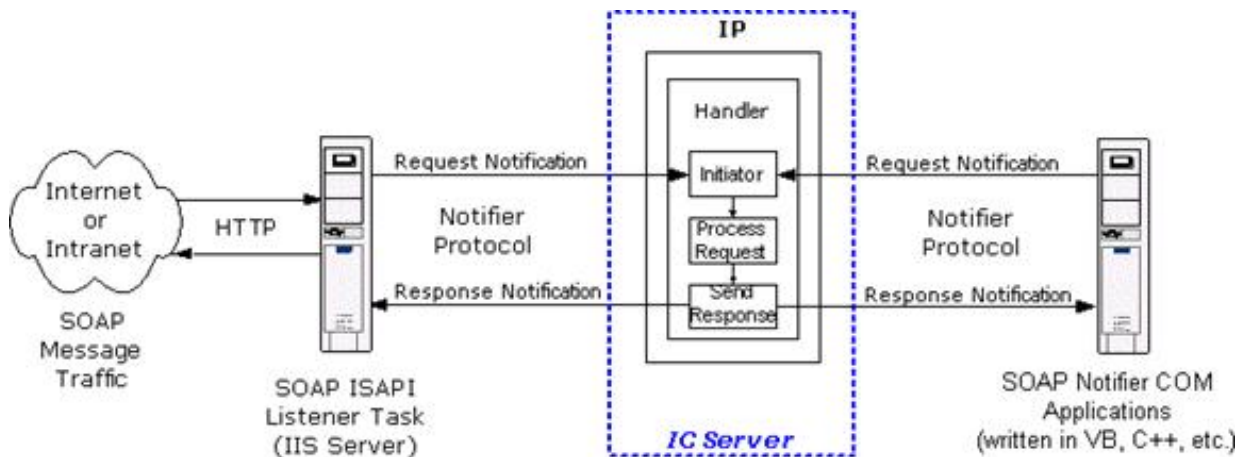 IP
Handler
Request Notification
Initiator
Request Notification
Internet
or
Intranet
HTTP
Notifier
Protocol
Process
Request
Notifier
Protocol
Response Notification
Send
Response
Response Notification
SOAP
Message
Traffic
SOAP ISAPI
Listener Task
(IIS Server)
IC Server
SOAP Notifier COM
Applications
(written in VB, C++, etc.)